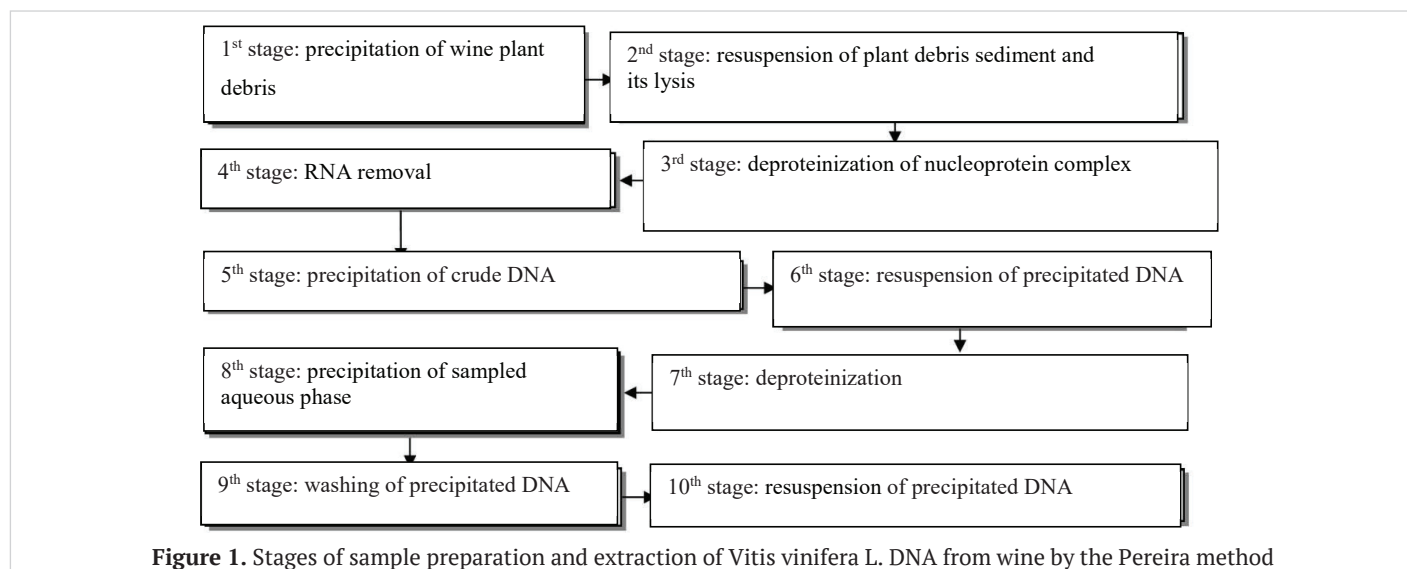 1st stage: precipitation of wine plant
debris
2nd stage: resuspension of plant debris sediment and
its lysis
3rd stage: deproteinization of nucleoprotein complex
4th stage: RNA removal
5th stage: precipitation of crude DNA
6th stage: resuspension of precipitated DNA
7th stage: deproteinization
8th stage: precipitation of sampled
aqueous phase
9th stage: washing of precipitated DNA
10th stage: resuspension of precipitated DNA
Figure 1. Stages of sample preparation and extraction of Vitis vinifera L. DNA from wine by the Pereira method